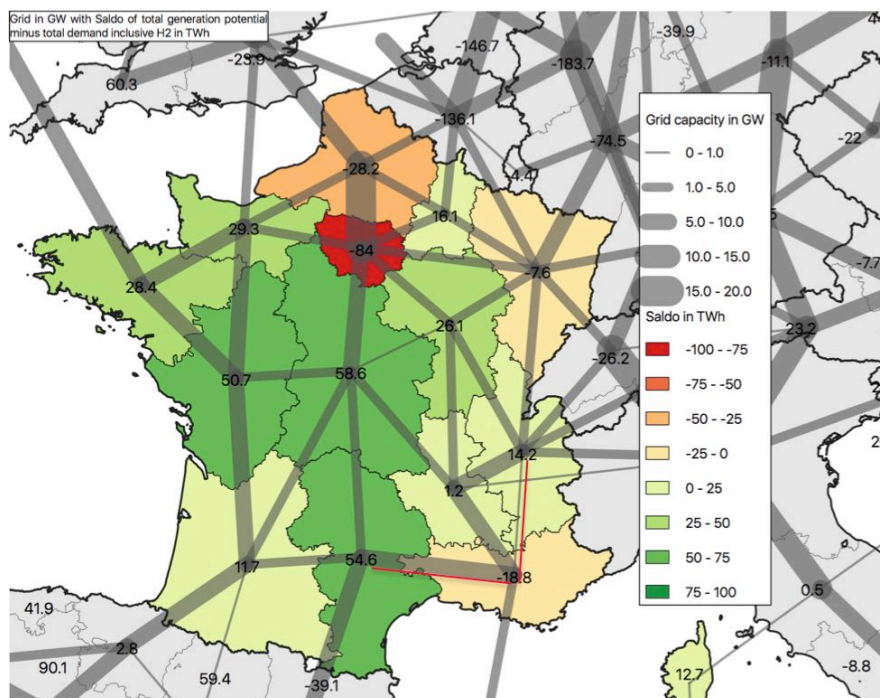 Grid in GW with Saldo of total generation potential
minus total demand inclusive H2 in TWh
-39.9
-146.7
-23.9
-183.7
-11.1
60.3
-136.1
-74.5
-22
-28.2
4.4
16.1
29.3
-84
-7.6
-7.7
28.4
26.1
23.2
-26.2
50.7
58.6
14.2
1.2
11.7
54.6
-18.8
0.5
41.9
2.8
90.1
59.4
-39.1
12.7
-8.8
Grid capacity in GW
0 - 1.0
1.0 - 5.0
5.0 - 10.0
10.0 - 15.0
15.0 - 20.0
Saldo in TWh
-100 - -75
-75 - -50
-50 - -25
-25 - 0
0 - 25
25 - 50
50 - 75
75 - 100